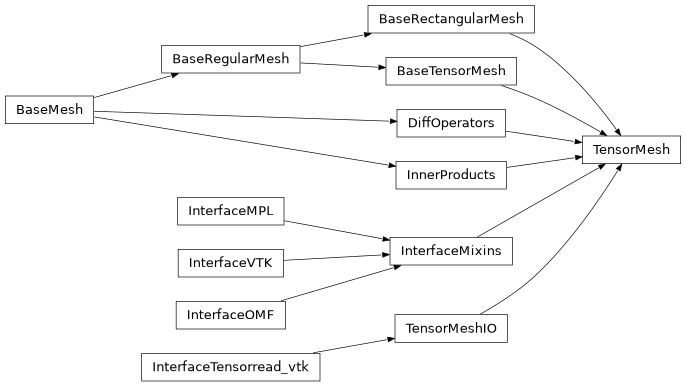 BaseRectangularMesh
BaseRegularMesh
BaseTensorMesh
BaseMesh
DiffOperators
TensorMesh
InnerProducts
InterfaceMPL
InterfaceMixins
InterfaceVTK
InterfaceOMF
TensorMeshIO
InterfaceTensorread_vtk